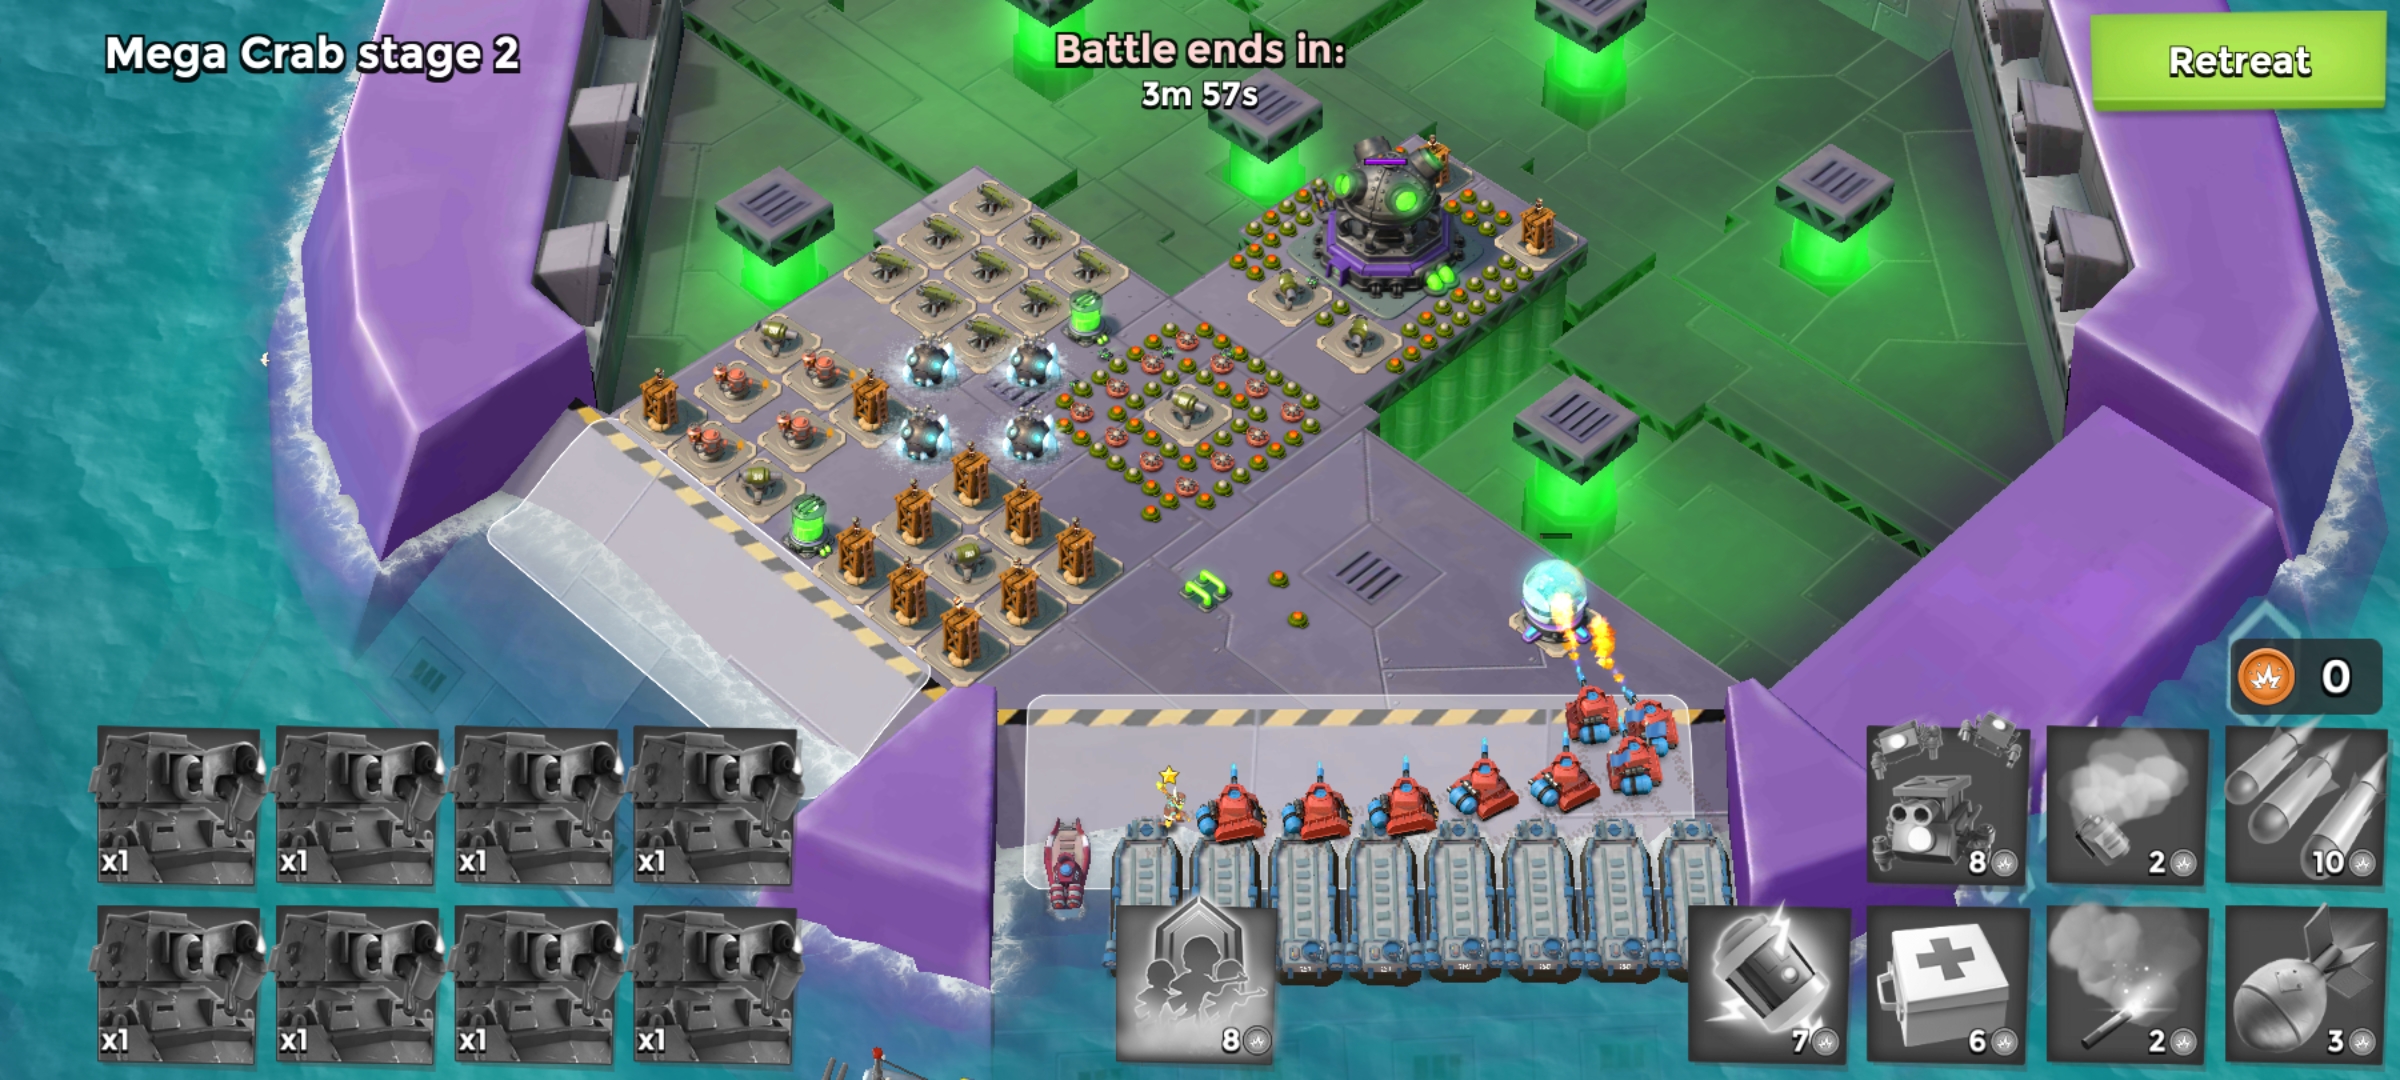 Mega Crab stage 2
Battle ends in:
3m 57s
Retreat
0
x1
x1
x1
x1
8
2
10
x1
x1
x1
x1
8
7
6
2
3